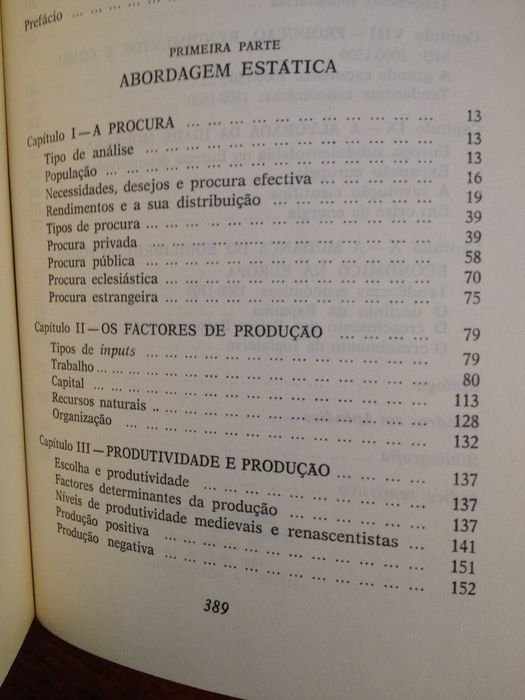 Prefácio ... ... ... ... ...
PRIMEIRA PARTE
ABORDAGEM ESTÁTICA
Capítulo I — A PROCURA ... ... ... ... ... ... ... ... 13
Tipo de análise ... ... ... ... ... ... ... ... ... 13
População ... ... ... ... ... ... ... ... ... ... 13
Necessidades, desejos e procura efectiva ... ... ... ... 16
Rendimentos e a sua distribuição ... ... ... ... ... 19
Tipos de procura ... ... ... ... ... ... ... ... ... 39
Procura privada ... ... ... ... ... ... ... ... ... 39
Procura pública ... ... ... ... ... ... ... ... ... 58
Procura eclesiástica ... ... ... ... ... ... ... ... 70
Procura estrangeira ... ... ... ... ... ... ... ... 75
Capítulo II — OS FACTORES DE PRODUÇÃO ... ... ... ... 79
Tipos de inputs ... ... ... ... ... ... ... ... ... 79
Trabalho ... ... ... ... ... ... ... ... ... ... ... 80
Capital ... ... ... ... ... ... ... ... ... ... ... 113
Recursos naturais .. ... ... ... ... ... ... ... ... 128
Organização ... ... ... ... ... ... ... ... ... ... 132
Capítulo III — PRODUTIVIDADE E PRODUÇÃO ... ... ... 137
Escolha e produtividade ... ... ... ... ... ... ... 137
Factores determantes da produção ... ... ... ... ... 137
Níveis de produtividade medievais e renascentistas ... 141
Produção positiva ... ... ... ... ... ... ... ... ... 151
Produção negativa ... ... ... ... ... ... ... ... ... 152
389